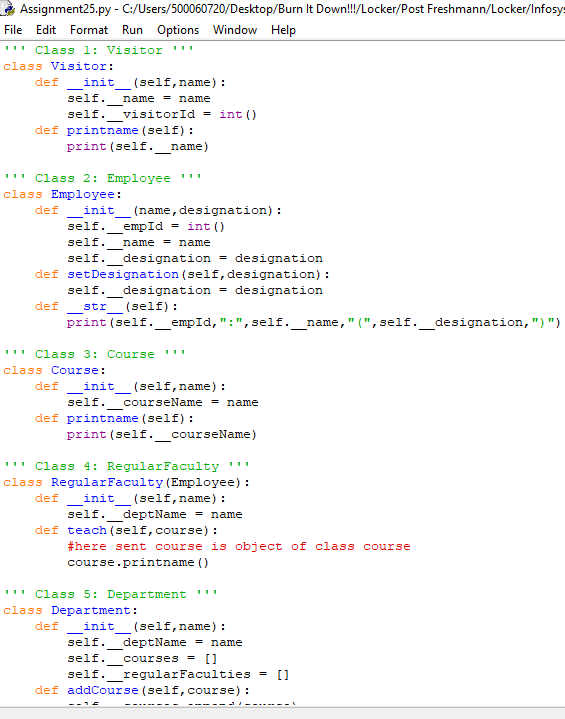 Assignment25.py - C:/Users/500060720/Desktop/Burn It Down!!!/Locker/Post Freshmann/Locker/Infosys
File Edit Format Run Options Window Help
''' Class 1: Visitor '''
class Visitor:
    def __init__(self,name):
        self.__name = name
        self.__visitorId = int()
    def printname(self):
        print(self.__name)

''' Class 2: Employee '''
class Employee:
    def __init__(name,designation):
        self.__empId = int()
        self.__name = name
        self.__designation = designation
    def setDesignation(self,designation):
        self.__designation = designation
    def __str__(self):
        print(self.__empId,":",self.__name,"(",self.__designation,")")

''' Class 3: Course '''
class Course:
    def __init__(self,name):
        self.__courseName = name
    def printname(self):
        print(self.__courseName)

''' Class 4: RegularFaculty '''
class RegularFaculty(Employee):
    def __init__(self,name):
        self.__deptName = name
    def teach(self,course):
        #here sent course is object of class course
        course.printname()

''' Class 5: Department '''
class Department:
    def __init__(self,name):
        self.__deptName = name
        self.__courses = []
        self.__regularFaculties = []
    def addCourse(self,course):
        self.__courses.append(course)